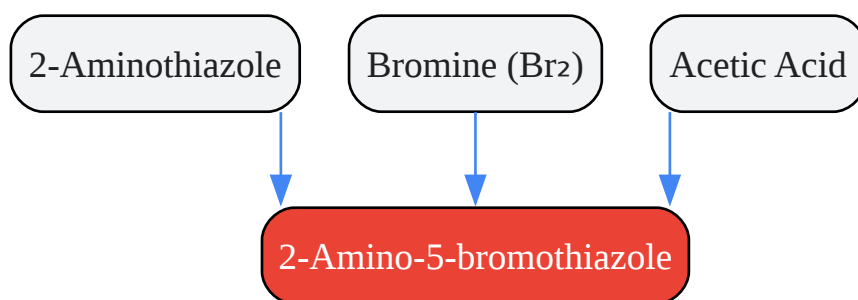 2-Aminothiazole
Bromine (Br₂)
Acetic Acid
2-Amino-5-bromothiazole